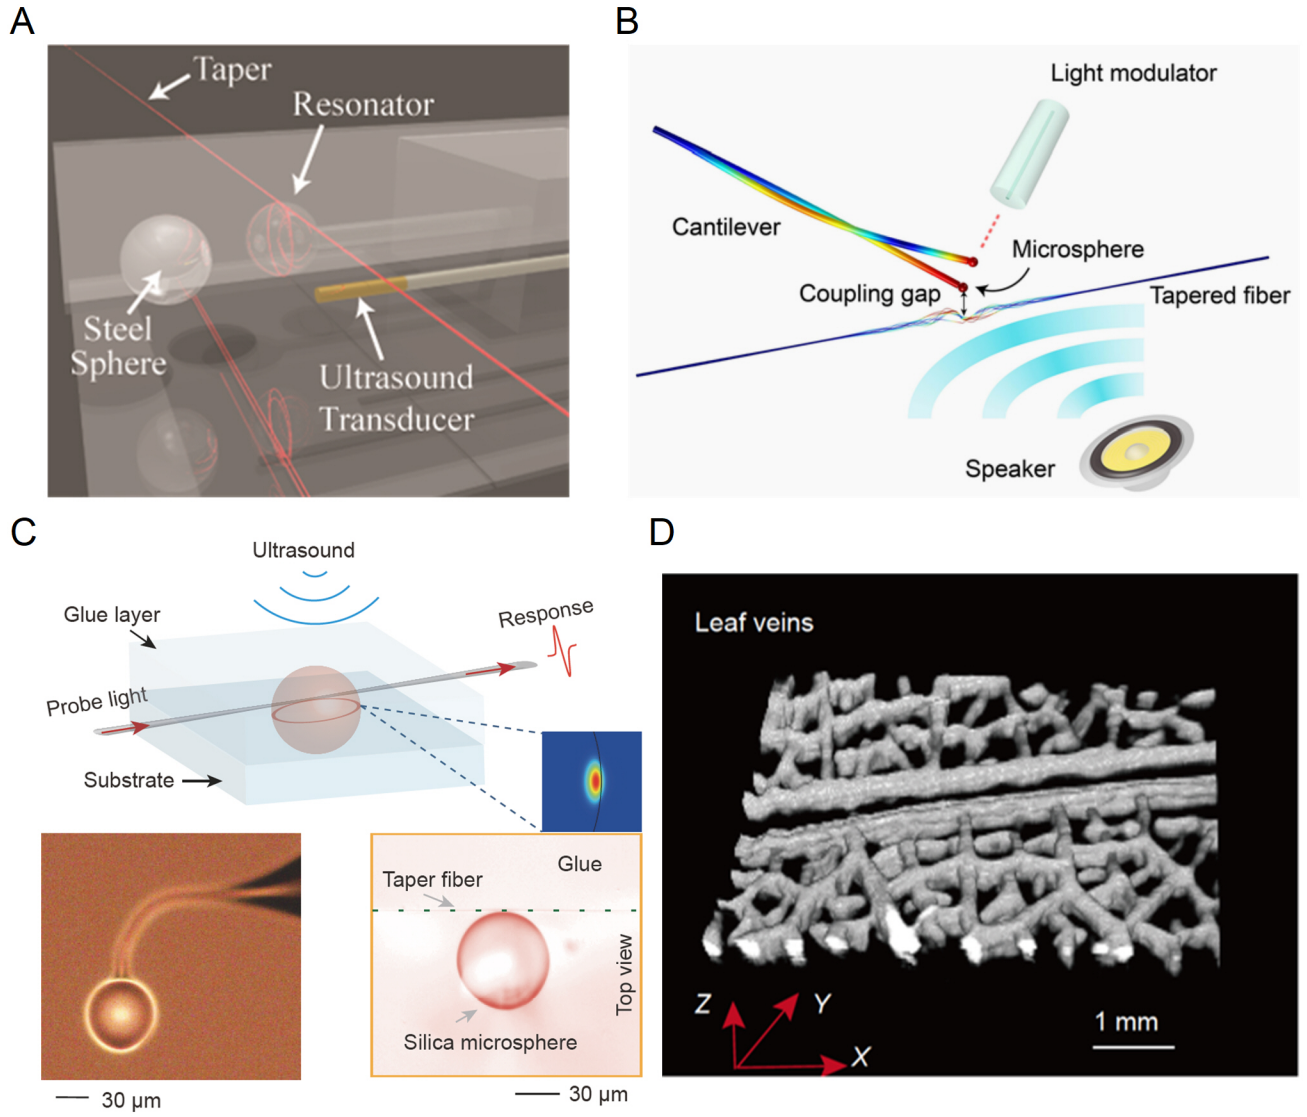 A
Taper
Resonator
Steel
Sphere
Ultrasound
Transducer
B
Light modulator
Cantilever
Microsphere
Coupling gap
Tapered fiber
Speaker
C
Ultrasound
Glue layer
Response
Probe light
Substrate
Glue
Taper fiber
Top view
Silica microsphere
30 μm
30 μm
D
Leaf veins
Z
Y
X
1 mm